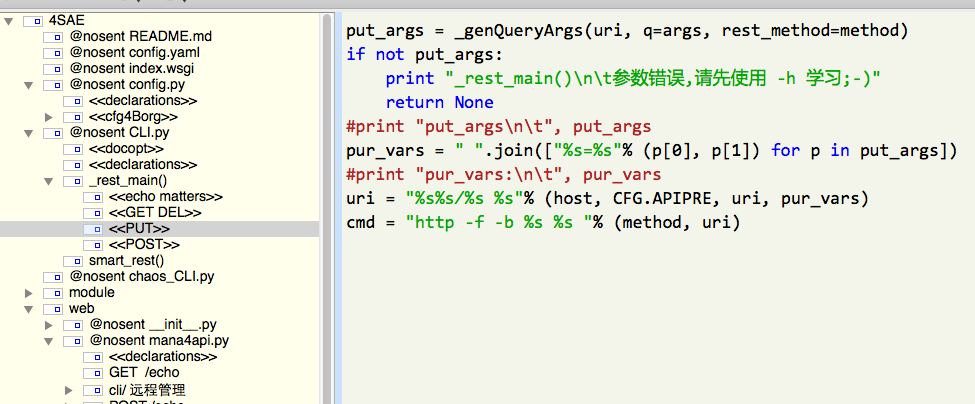 4SAE
@nosent README.md
@nosent config.yaml
@nosent index.wsgi
@nosent config.py
<<declarations>>
<<cfg4Borg>>
@nosent CLI.py
<<docopt>>
<<declarations>>
_rest_main()
<<echo matters>>
<<GET DEL>>
<<PUT>>
<<POST>>
smart_rest()
@nosent chaos_CLI.py
module
web
@nosent __init__.py
@nosent mana4api.py
<<declarations>>
GET /echo
cli/ 远程管理
POST /echo
put_args = _genQueryArgs(uri, q=args, rest_method=method)
if not put_args:
    print "_rest_main()\n\t参数错误,请先使用 -h 学习;-)"
    return None
#print "put_args\n\t", put_args
pur_vars = " ".join(["%s=%s"% (p[0], p[1]) for p in put_args])
#print "pur_vars:\n\t", pur_vars
uri = "%s%s/%s %s"% (host, CFG.APIPRE, uri, pur_vars)
cmd = "http -f -b %s %s "% (method, uri)